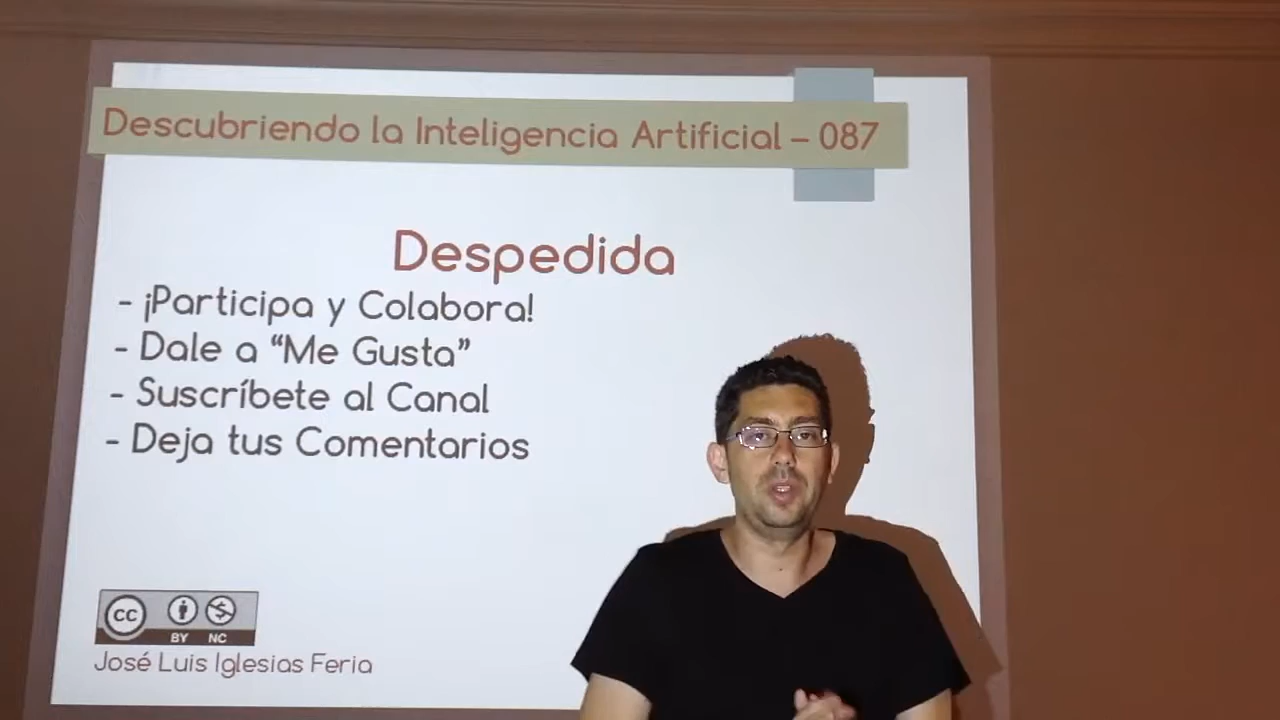 Descubriendo la Inteligencia Artificial – 087
Despedida
- ¡Participa y Colabora!
- Dale a “Me Gusta”
- Suscríbete al Canal
- Deja tus Comentarios
CC
BY NC
José Luis Iglesias Feria